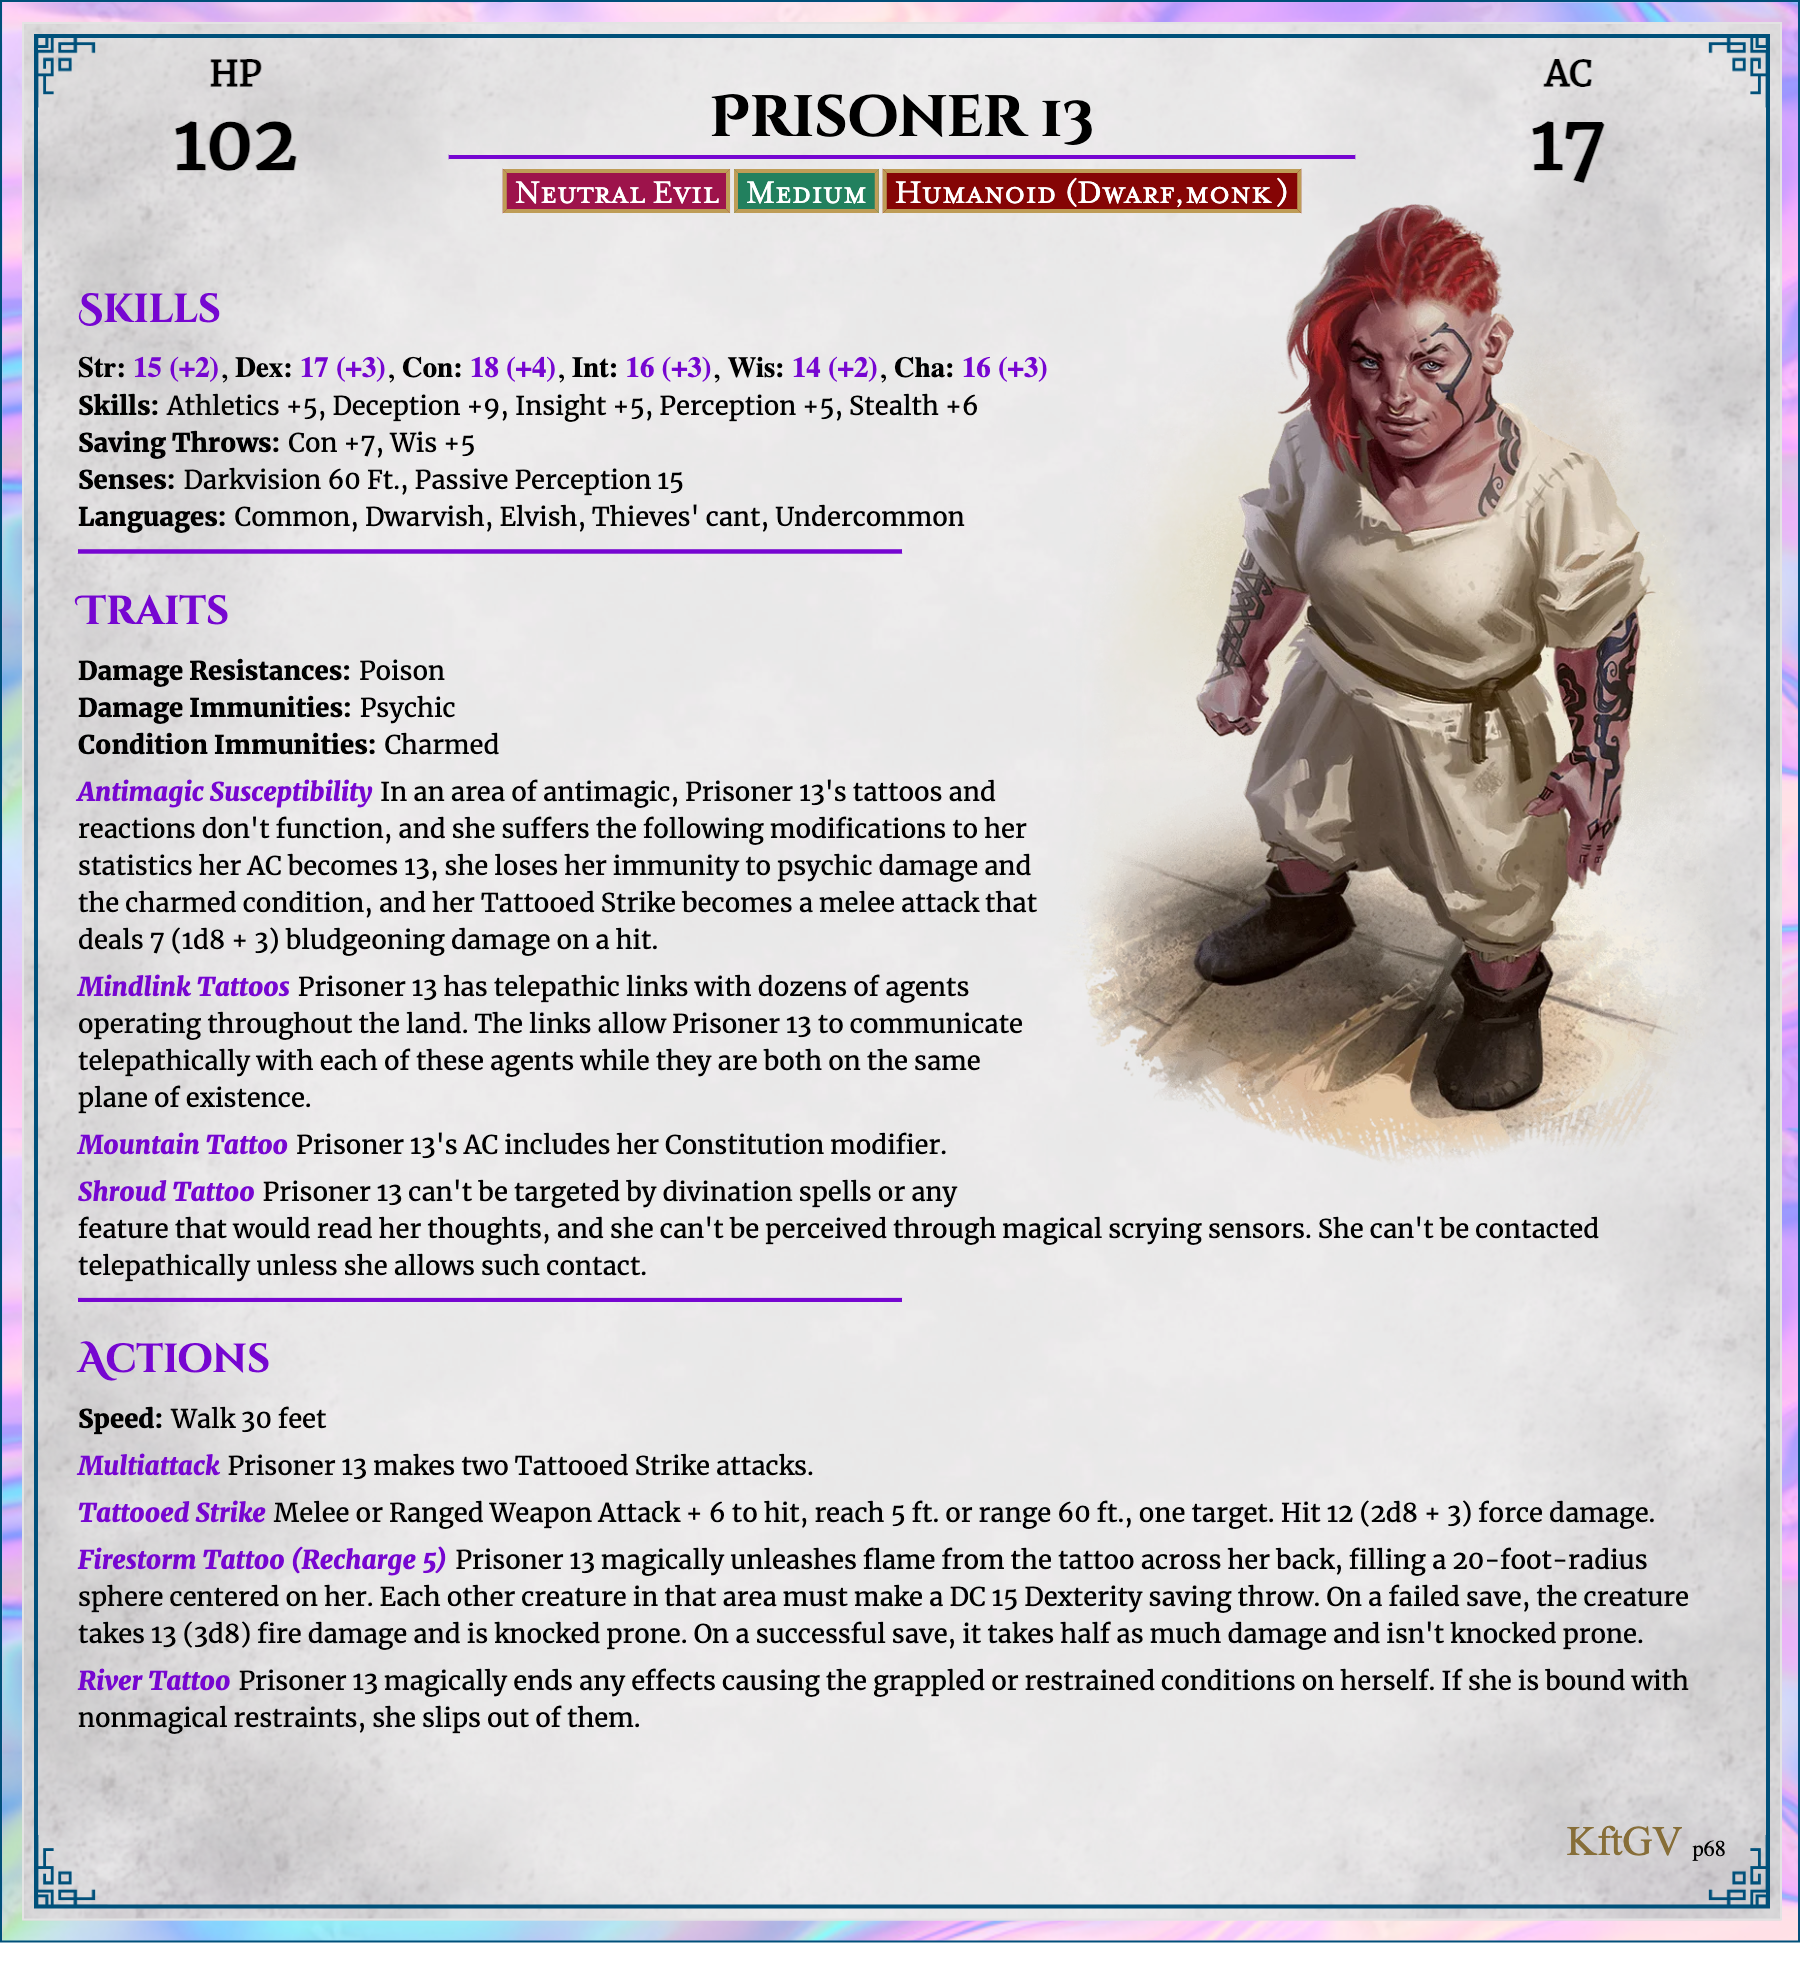 HP
102
PRISONER 13
AC
17
NEUTRAL EVIL MEDIUM HUMANOID (DWARF,MONK )
SKILLS
Str: 15 (+2), Dex: 17 (+3), Con: 18 (+4), Int: 16 (+3), Wis: 14 (+2), Cha: 16 (+3)
Skills: Athletics +5, Deception +9, Insight +5, Perception +5, Stealth +6
Saving Throws: Con +7, Wis +5
Senses: Darkvision 60 Ft., Passive Perception 15
Languages: Common, Dwarvish, Elvish, Thieves' cant, Undercommon
TRAITS
Damage Resistances: Poison
Damage Immunities: Psychic
Condition Immunities: Charmed
Antimagic Susceptibility In an area of antimagic, Prisoner 13's tattoos and
reactions don't function, and she suffers the following modifications to her
statistics her AC becomes 13, she loses her immunity to psychic damage and
the charmed condition, and her Tattooed Strike becomes a melee attack that
deals 7 (1d8 + 3) bludgeoning damage on a hit.
Mindlink Tattoos Prisoner 13 has telepathic links with dozens of agents
operating throughout the land. The links allow Prisoner 13 to communicate
telepathically with each of these agents while they are both on the same
plane of existence.
Mountain Tattoo Prisoner 13's AC includes her Constitution modifier.
Shroud Tattoo Prisoner 13 can't be targeted by divination spells or any
feature that would read her thoughts, and she can't be perceived through magical scrying sensors. She can't be contacted
telepathically unless she allows such contact.
ACTIONS
Speed: Walk 30 feet
Multiattack Prisoner 13 makes two Tattooed Strike attacks.
Tattooed Strike Melee or Ranged Weapon Attack + 6 to hit, reach 5 ft. or range 60 ft., one target. Hit 12 (2d8 + 3) force damage.
Firestorm Tattoo (Recharge 5) Prisoner 13 magically unleashes flame from the tattoo across her back, filling a 20-foot-radius
sphere centered on her. Each other creature in that area must make a DC 15 Dexterity saving throw. On a failed save, the creature
takes 13 (3d8) fire damage and is knocked prone. On a successful save, it takes half as much damage and isn't knocked prone.
River Tattoo Prisoner 13 magically ends any effects causing the grappled or restrained conditions on herself. If she is bound with
nonmagical restraints, she slips out of them.
KftGV p68